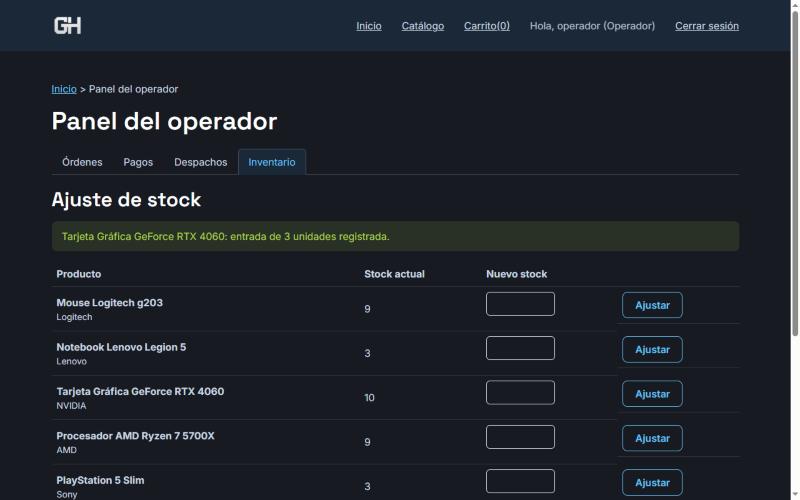 GH
Inicio Catálogo Carrito(0) Hola, operador (Operador) Cerrar sesión
Inicio > Panel del operador
Panel del operador
Órdenes Pagos Despachos Inventario
Ajuste de stock
Tarjeta Gráfica GeForce RTX 4060: entrada de 3 unidades registrada.
Producto Stock actual Nuevo stock
Mouse Logitech g203
Logitech
9 Ajustar
Notebook Lenovo Legion 5
Lenovo
3 Ajustar
Tarjeta Gráfica GeForce RTX 4060
NVIDIA
10 Ajustar
Procesador AMD Ryzen 7 5700X
AMD
9 Ajustar
PlayStation 5 Slim
Sony
3 Ajustar